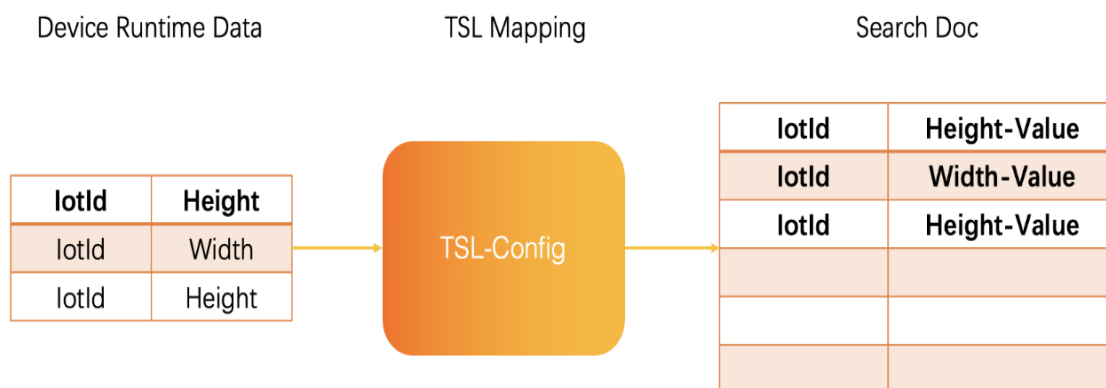 Device Runtime Data
TSL Mapping
Search Doc
IotId Height
IotId Width
IotId Height
TSL-Config
IotId Height-Value
IotId Width-Value
IotId Height-Value